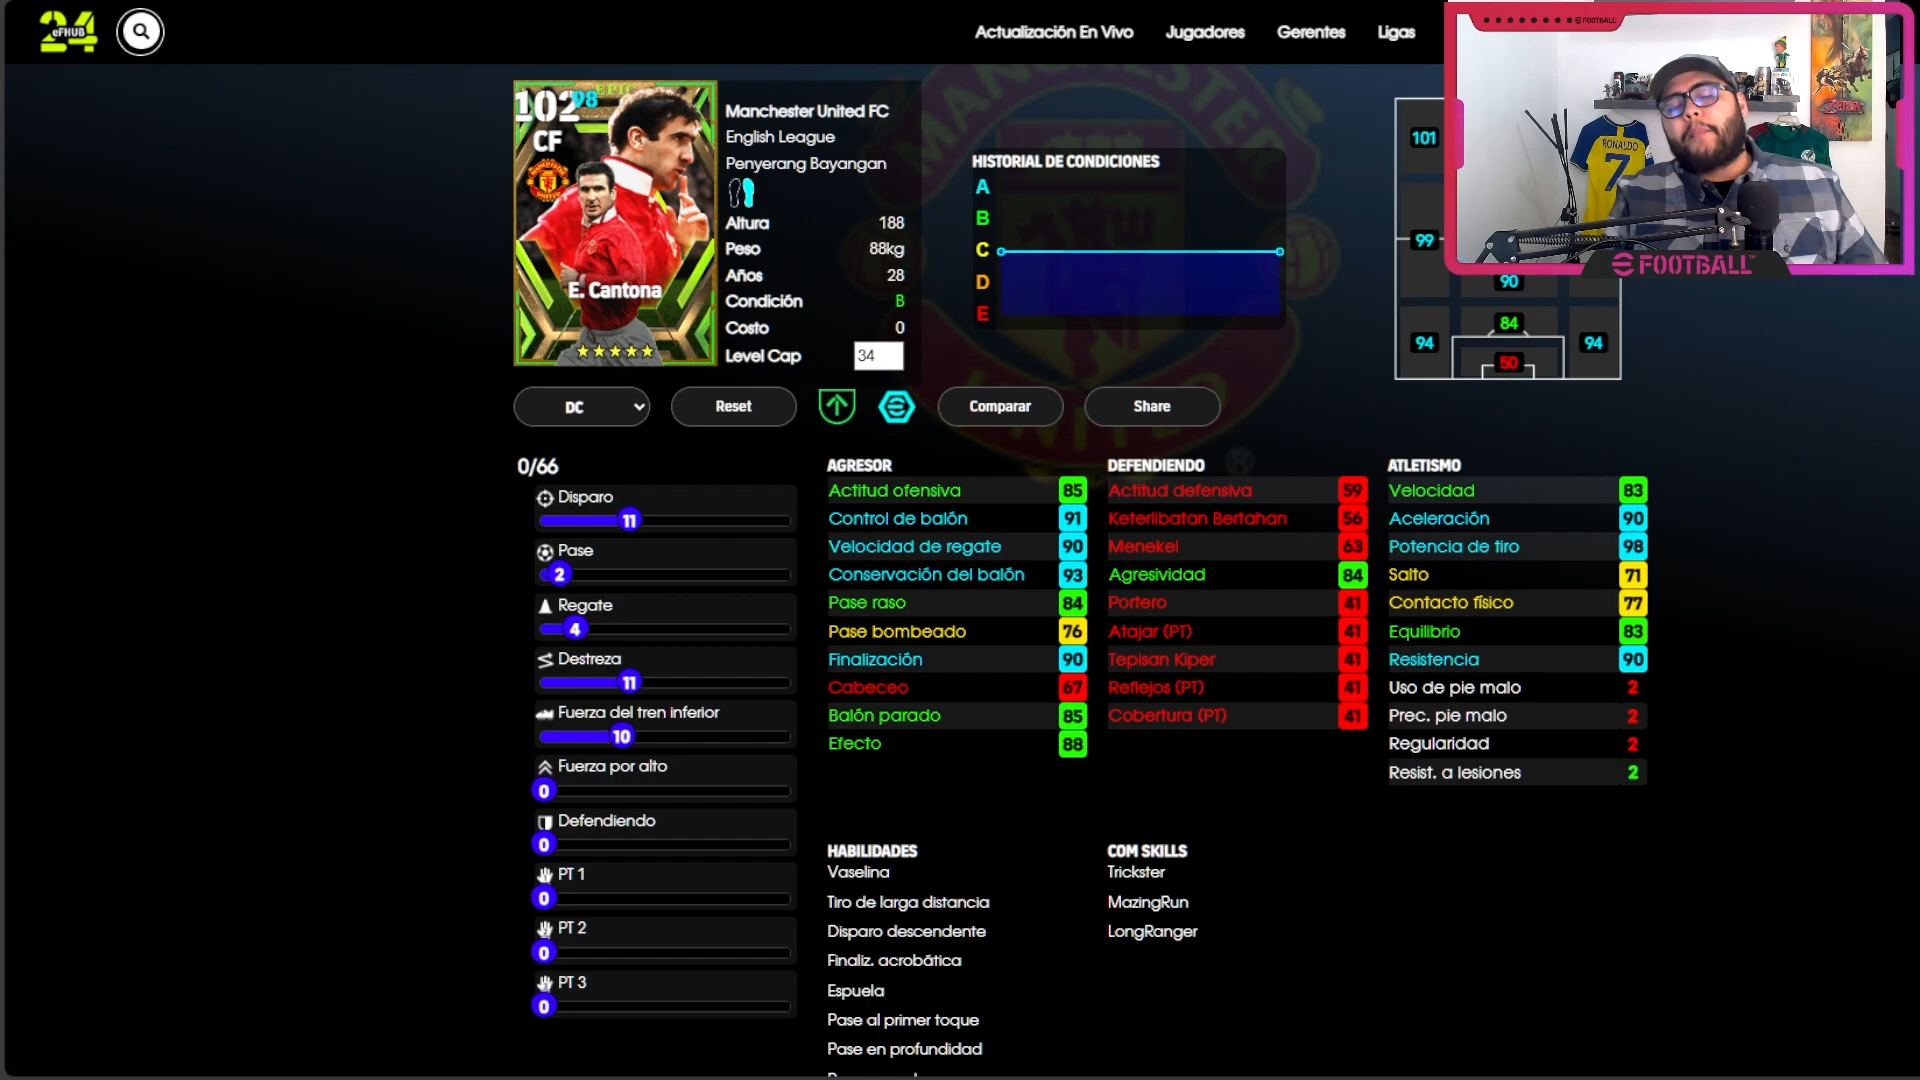 24
eFHUB
Actualización En Vivo
Jugadores
Gerentes
Ligas
102
98
CF
E. Cantona
Manchester United FC
English League
Penyerang Bayangan
Altura 188
Peso 88kg
Años 28
Condición B
Costo 0
Level Cap 34
HISTORIAL DE CONDICIONES
A
B
C
D
E
101
99
90
84
94
94
50
FOOTBALL
RONALDO
7
FOOTBALL
DC
Reset
Comparar
Share
0/66
Disparo
11
Pase
2
Regate
4
Destreza
11
Fuerza del tren inferior
10
Fuerza por alto
0
Defendiendo
0
PT 1
0
PT 2
0
PT 3
0
AGRESOR
Actitud ofensiva 85
Control de balón 91
Velocidad de regate 90
Conservación del balón 93
Pase raso 84
Pase bombeado 76
Finalización 90
Cabeceo 67
Balón parado 85
Efecto 88
DEFENDIENDO
Actitud defensiva 59
Keterlibatan Bertahan 56
Menekel 63
Agresividad 84
Portero 41
Atajar (PT) 41
Tepisan Kiper 41
Reflejos (PT) 41
Cobertura (PT) 41
ATLETISMO
Velocidad 83
Aceleración 90
Potencia de tiro 98
Salto 71
Contacto físico 77
Equilibrio 83
Resistencia 90
Uso de pie malo 2
Prec. pie malo 2
Regularidad 2
Resist. a lesiones 2
HABILIDADES
Vaselina
Tiro de larga distancia
Disparo descendente
Finaliz. acrobática
Espuela
Pase al primer toque
Pase en profundidad
COM SKILLS
Trickster
MazingRun
LongRanger
MANCHESTER
UNITED